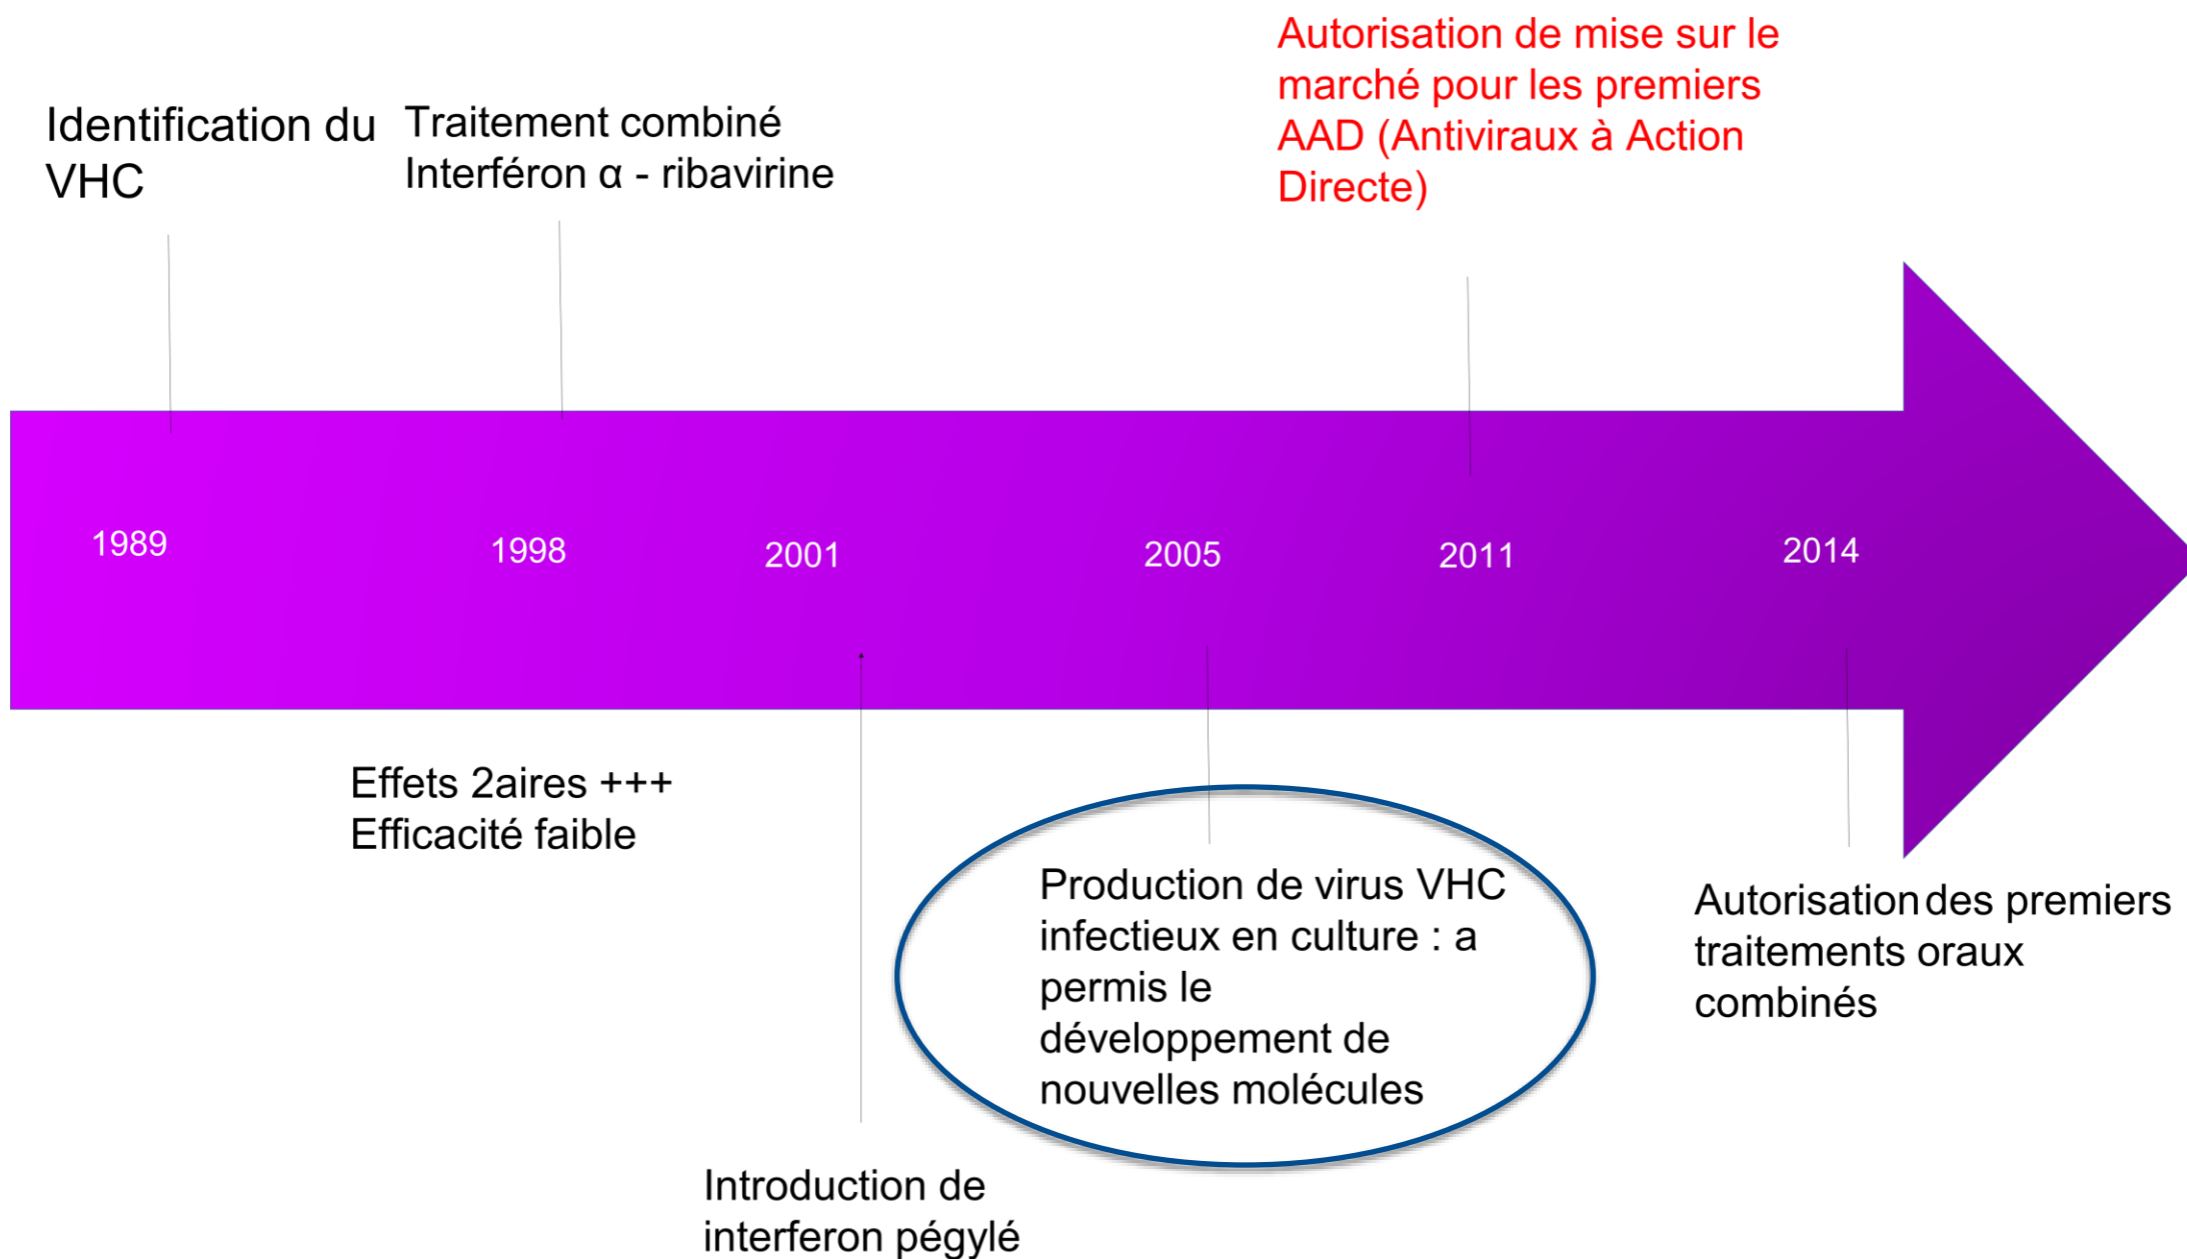 Identification du
VHC
Traitement combiné
Interféron α - ribavirine
Autorisation de mise sur le
marché pour les premiers
AAD (Antiviraux à Action
Directe)
1989
1998
2001
2005
2011
2014
Effets 2aires +++
Efficacité faible
Introduction de
interferon pégylé
Production de virus VHC
infectieux en culture : a
permis le
développement de
nouvelles molécules
Autorisation des premiers
traitements oraux
combinés